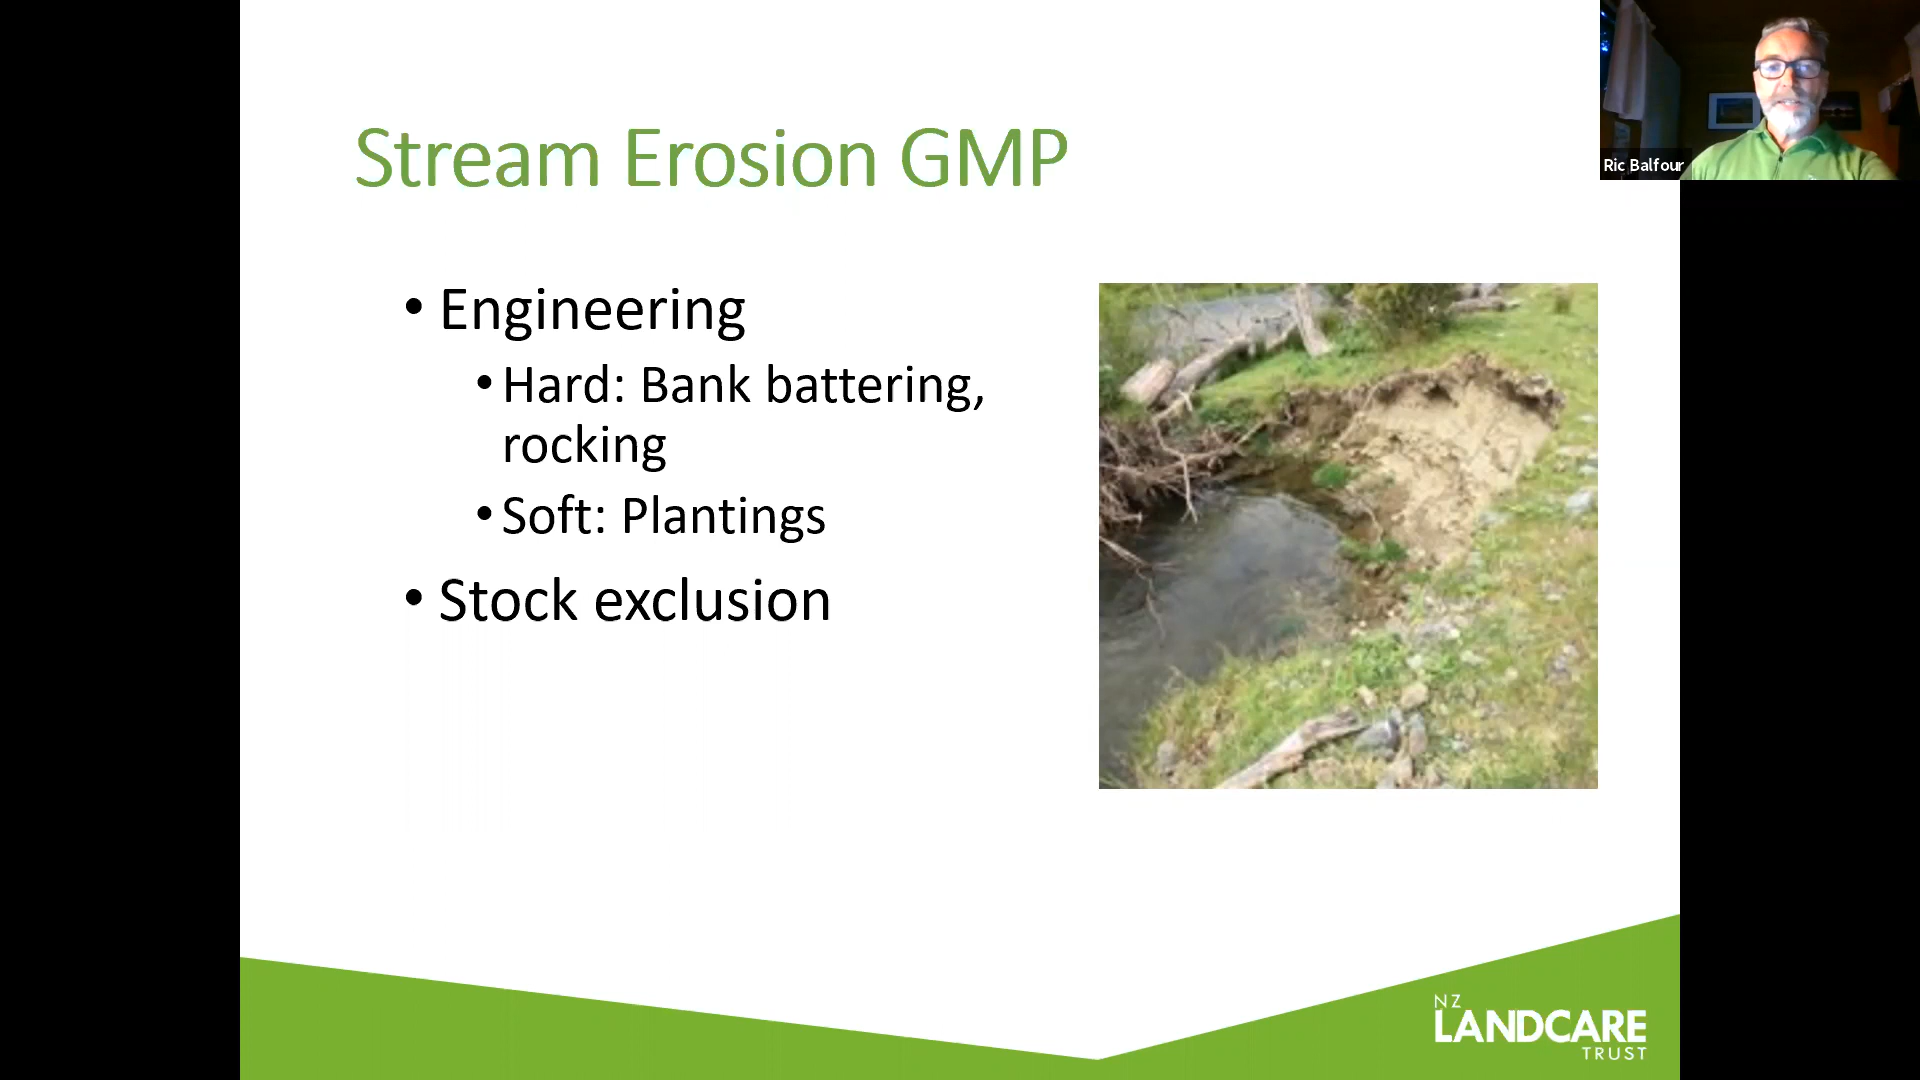 Stream Erosion GMP
• Engineering
• Hard: Bank battering,
rocking
• Soft: Plantings
• Stock exclusion
Ric Balfour
NZ
LANDCARE
TRUST